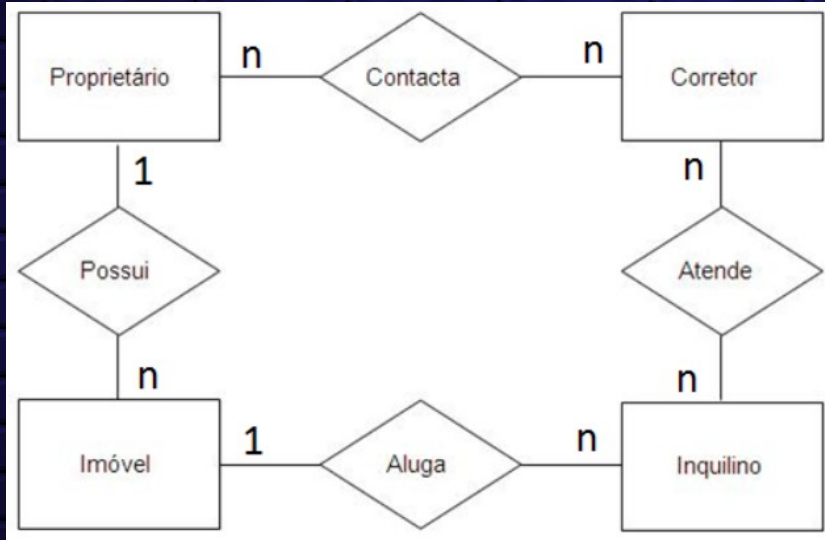 Proprietário
n
Contacta
n
Corretor
1
n
Possui
Atende
n
n
Imóvel
1
Aluga
n
Inquilino